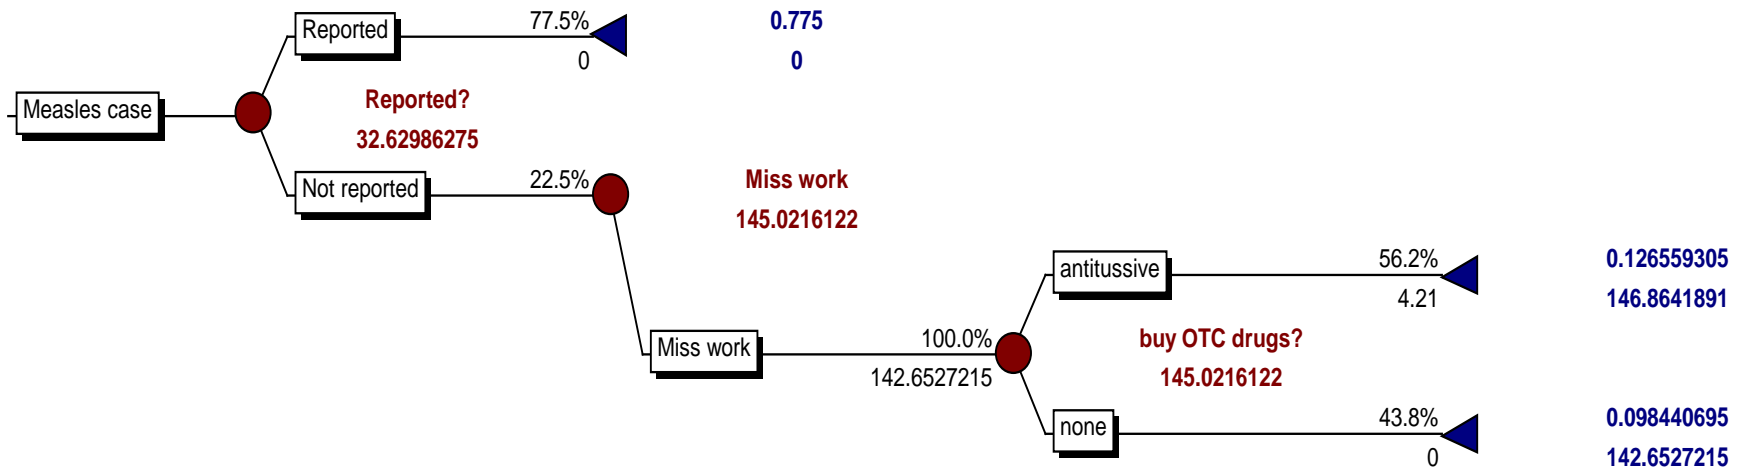 Reported
77.5%
0
0.775
0
Measles case
Reported?
32.62986275
Not reported
22.5%
Miss work
145.0216122
Miss work
100.0%
142.6527215
antitussive
56.2%
4.21
0.126559305
146.8641891
buy OTC drugs?
145.0216122
none
43.8%
0
0.098440695
142.6527215